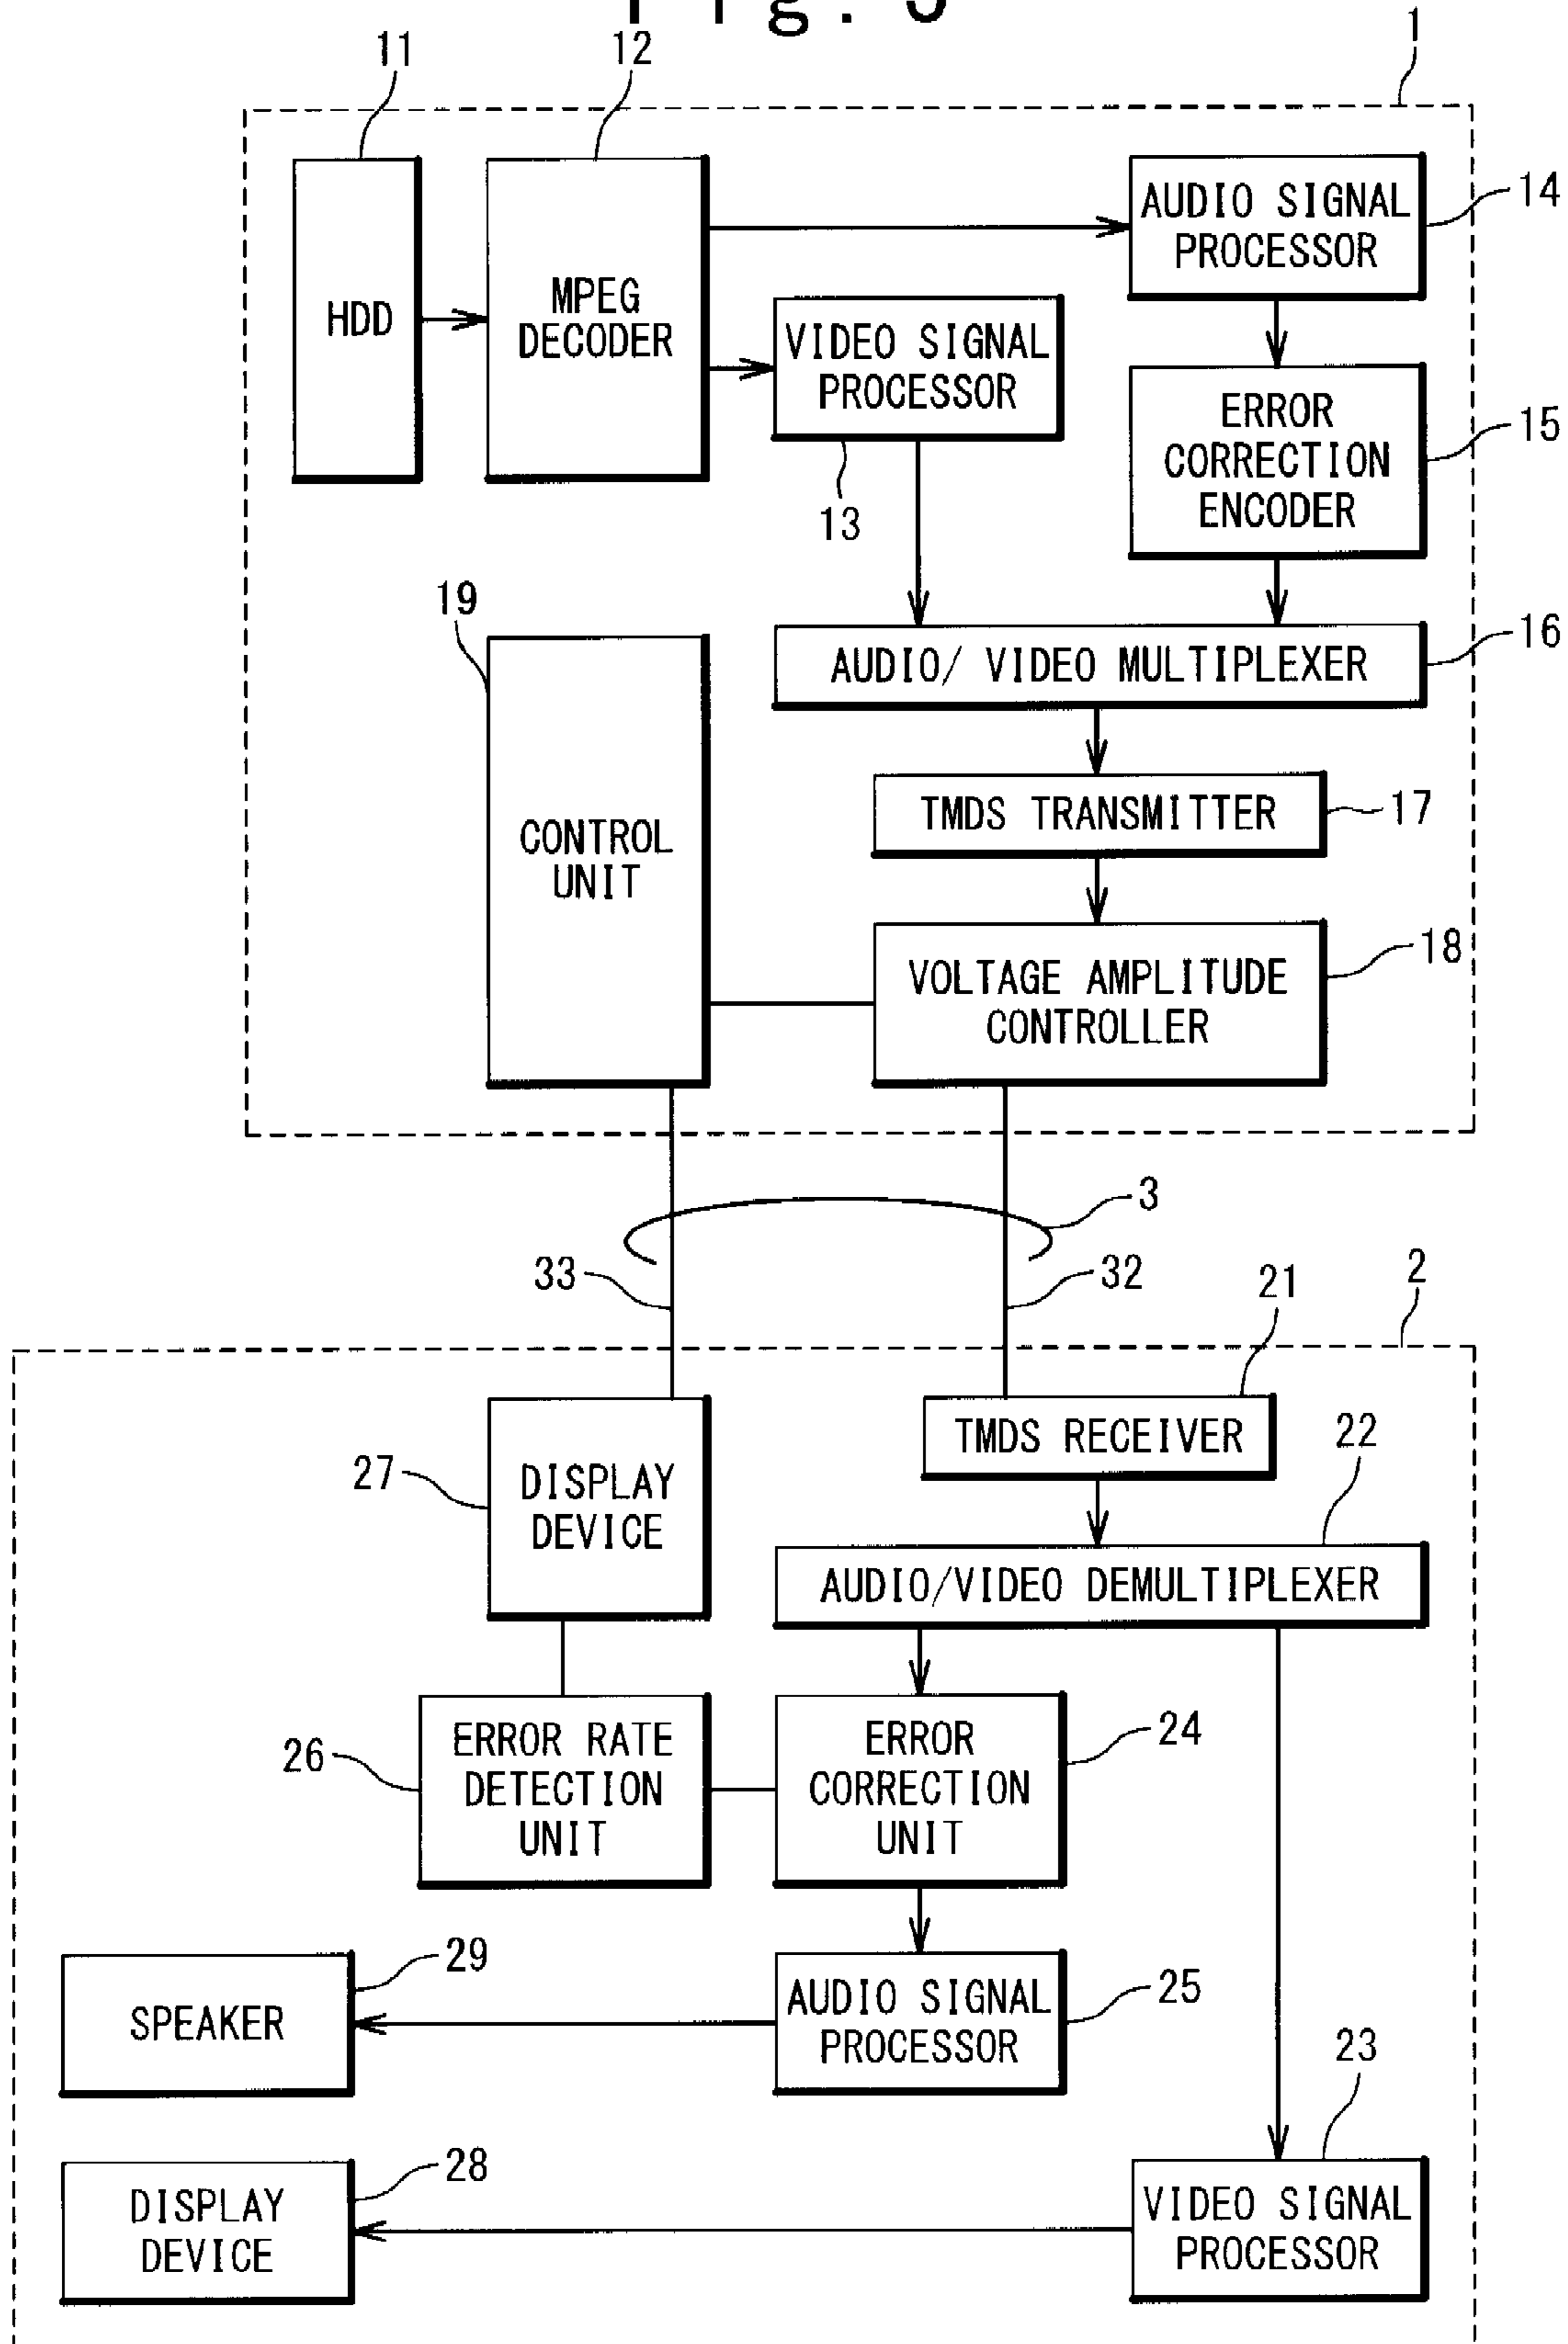 11
12
1
HDD
MPEG
DECODER
AUDIO SIGNAL
PROCESSOR
14
VIDEO SIGNAL
PROCESSOR
13
ERROR
CORRECTION
ENCODER
15
19
CONTROL
UNIT
AUDIO/ VIDEO MULTIPLEXER
16
TMDS TRANSMITTER
17
VOLTAGE AMPLITUDE
CONTROLLER
18
3
33
32
21
2
TMDS RECEIVER
22
27
DISPLAY
DEVICE
AUDIO/VIDEO DEMULTIPLEXER
26
ERROR RATE
DETECTION
UNIT
ERROR
CORRECTION
UNIT
24
29
SPEAKER
AUDIO SIGNAL
PROCESSOR
25
23
28
DISPLAY
DEVICE
VIDEO SIGNAL
PROCESSOR